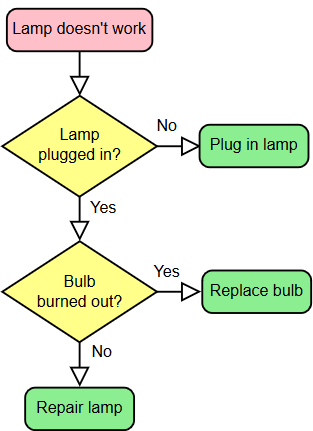 Lamp doesn't work
Lamp
plugged in?
No
Plug in lamp
Yes
Bulb
burned out?
Yes
Replace bulb
No
Repair lamp